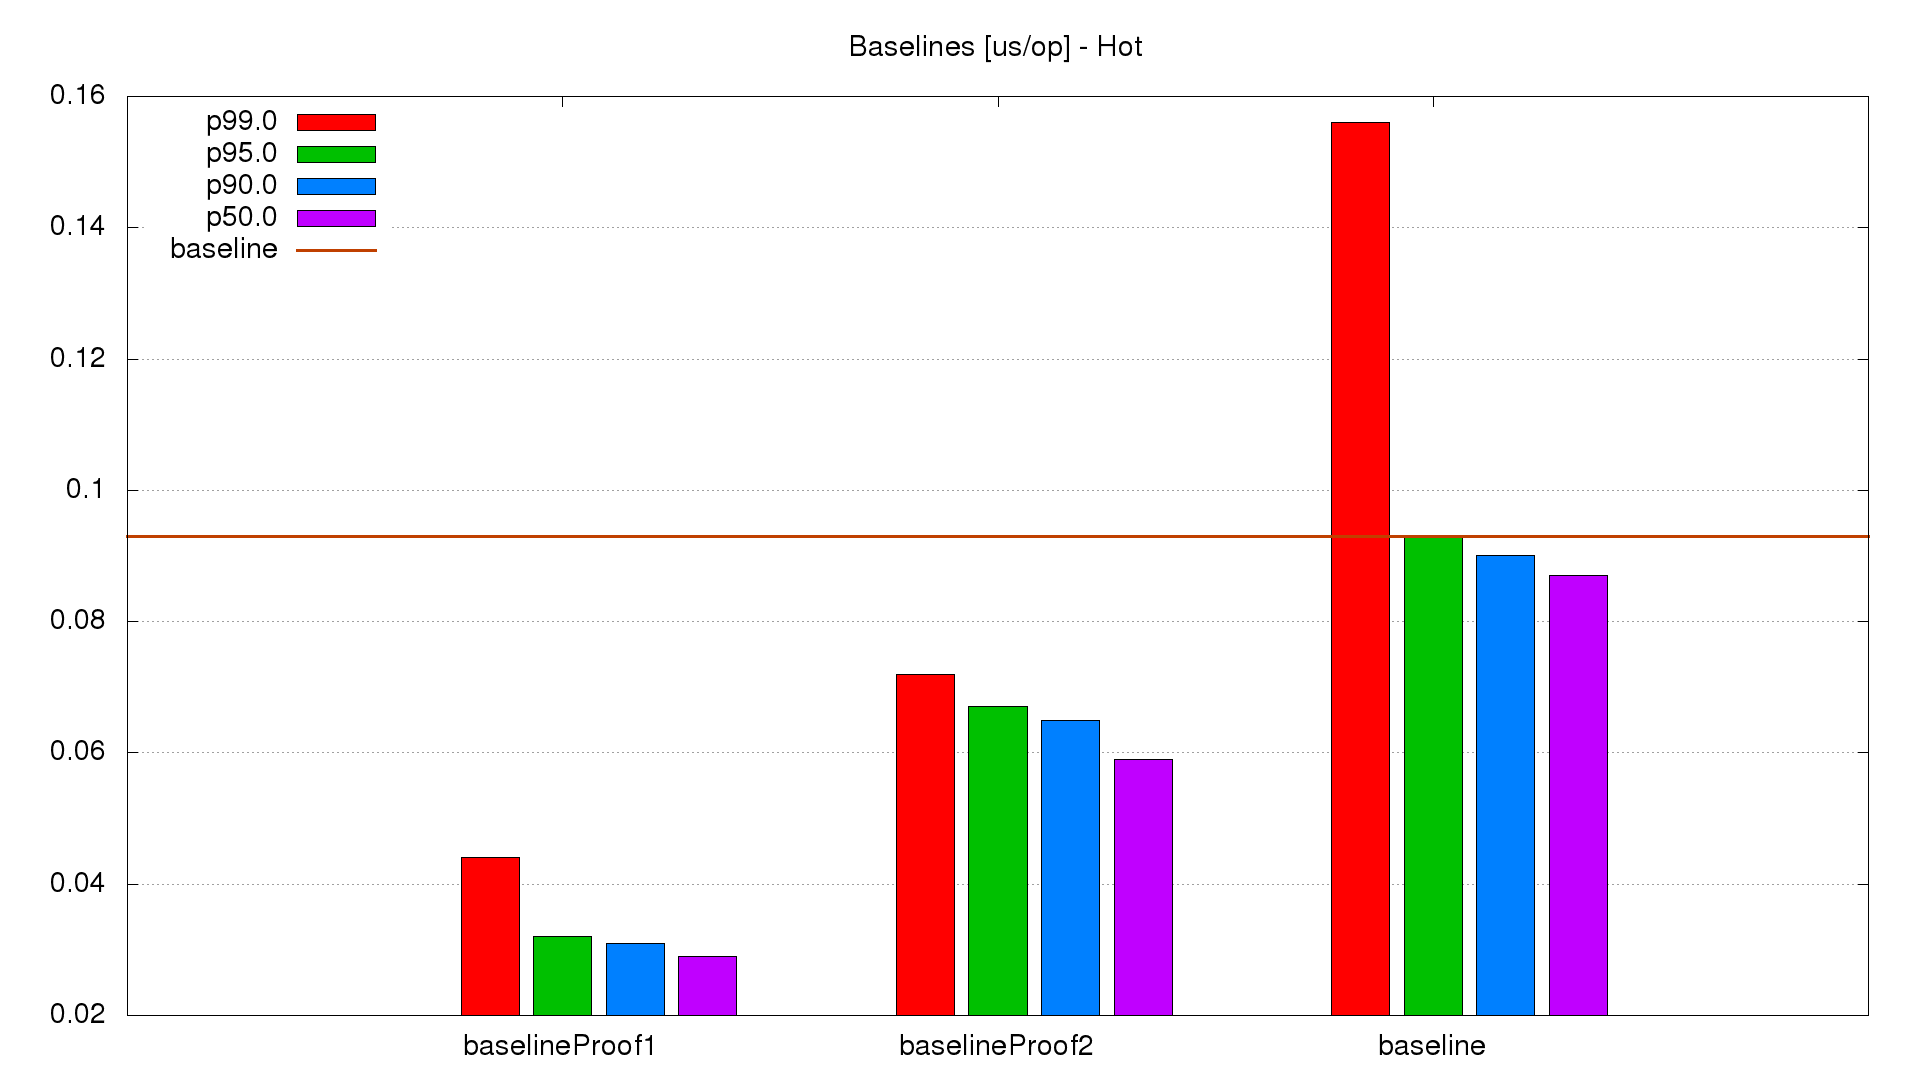 Baselines [us/op] - Hot
0.16
0.14
0.12
0.1
0.08
0.06
0.04
0.02
p99.0
p95.0
p90.0
p50.0
baseline
baselineProof1
baselineProof2
baseline